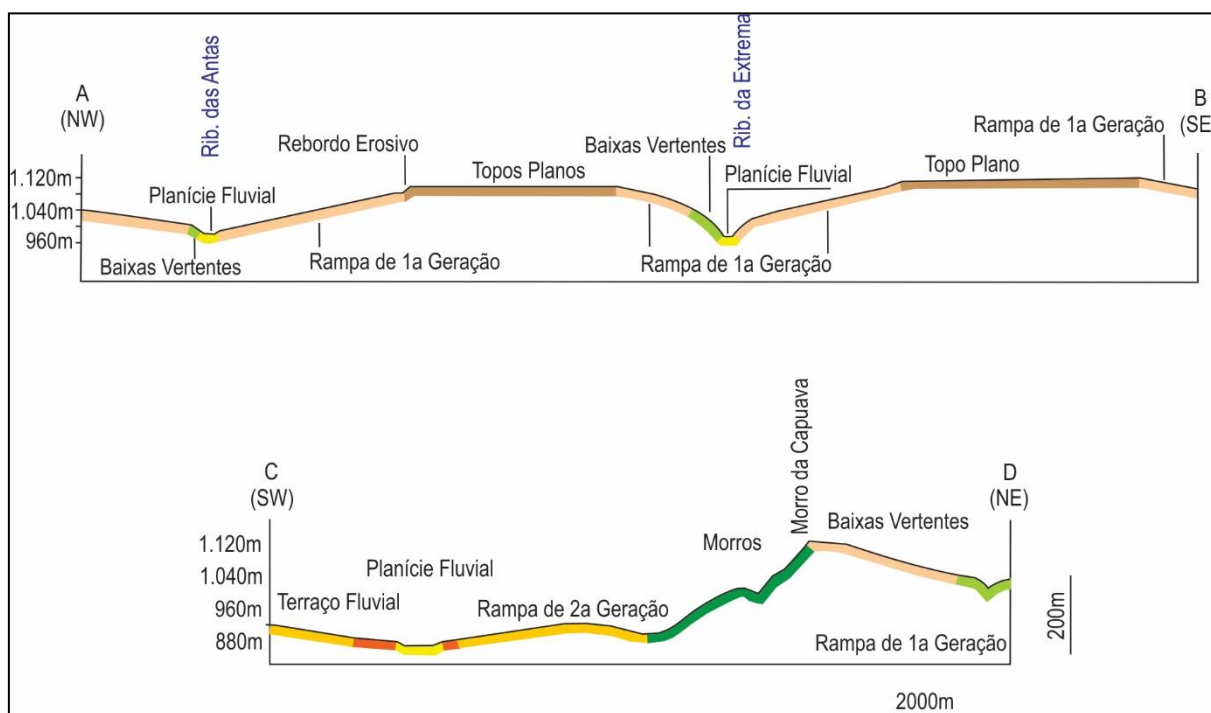 A
(NW)
Rib. das Antas
Rib. da Extrema
B
(SE)
Rampa de 1a Geração
Rebordo Erosivo
Baixas Vertentes
Topos Planos
Planície Fluvial
Topo Plano
1.120m
1.040m
960m
Planície Fluvial
Baixas Vertentes
Rampa de 1a Geração
Rampa de 1a Geração
C
(SW)
Morro da Capuava
D
(NE)
1.120m
1.040m
960m
880m
Morros
Baixas Vertentes
Planície Fluvial
Terraço Fluvial
Rampa de 2a Geração
Rampa de 1a Geração
200m
2000m